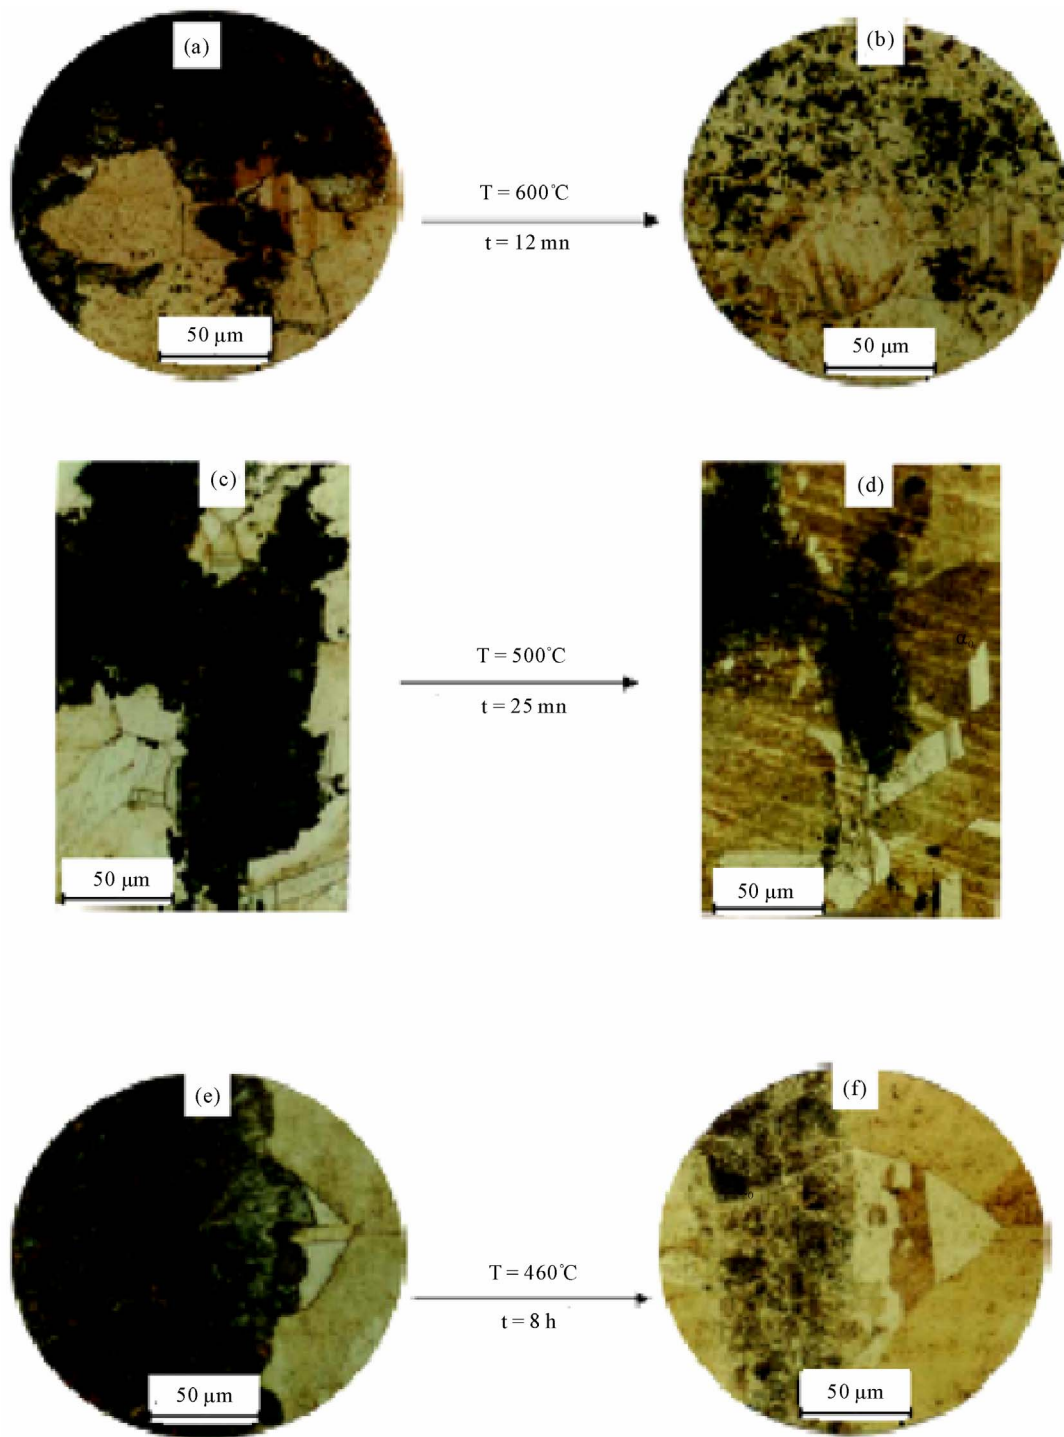 (a)
(b)
T = 600°C
t = 12 mn
50 μm
50 μm
(c)
(d)
α₀
T = 500°C
t = 25 mn
50 μm
50 μm
(e)
(f)
T = 460°C
t = 8 h
50 μm
50 μm